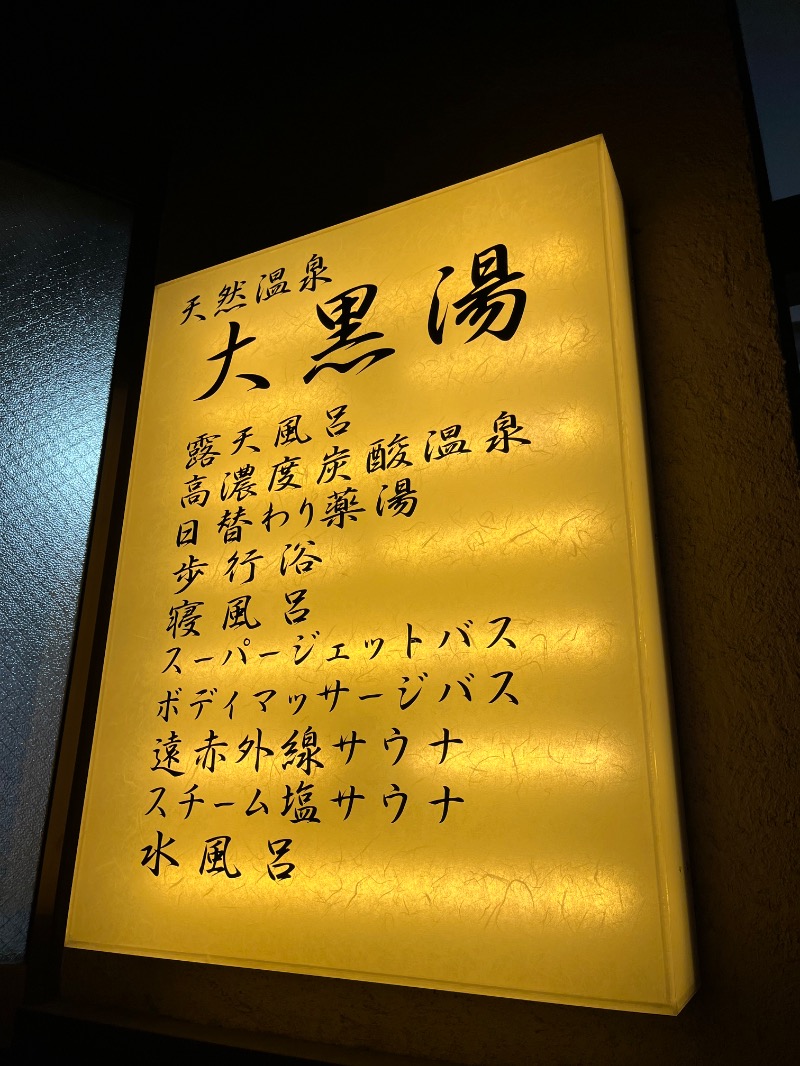 天然温泉
大黒湯
露天風呂
高濃度炭酸温泉
日替わり薬湯
歩行浴
寝風呂
スーパージェットバス
ボディマッサージバス
遠赤外線サウナ
スチーム塩サウナ
水風呂